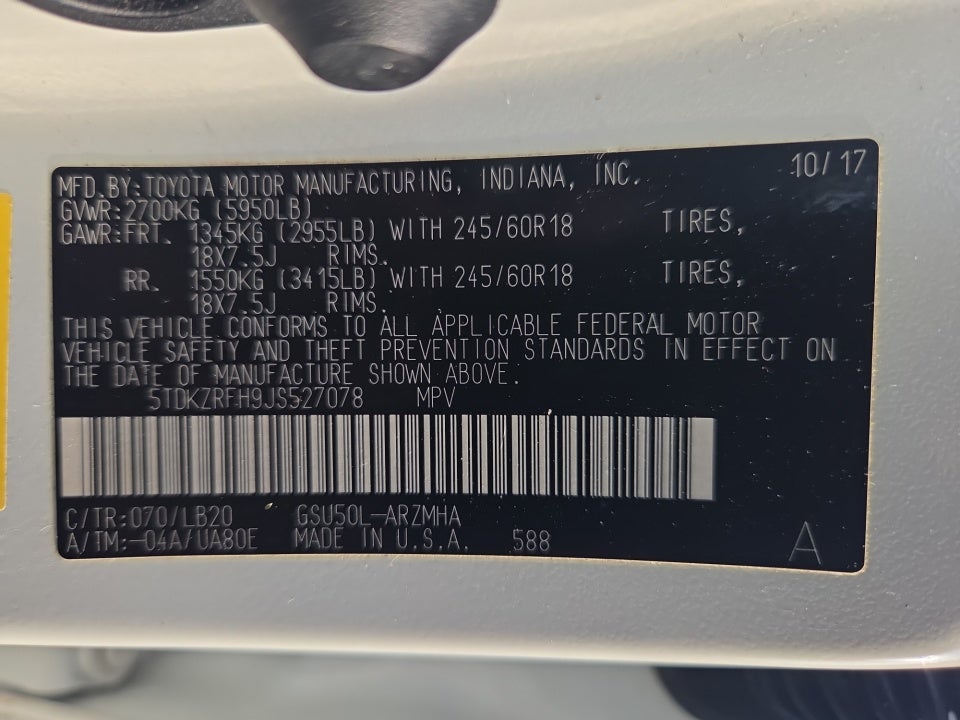 10/17
MFD.BY:TOYOTA MOTOR MANUFACTURING, INDIANA, INC.
GVWR:2700KG (5950LB)
GAWR:FRT. 1345KG (2955LB) WITH 245/60R18 TIRES,
18X7.5J RIMS.
RR. 1550KG (3415LB) WITH 245/60R18 TIRES,
18X7.5J RIMS.
THIS VEHICLE CONFORMS TO ALL APPLICABLE FEDERAL MOTOR
VEHICLE SAFETY AND THEFT PREVENTION STANDARDS IN EFFECT ON
THE DATE OF MANUFACTURE SHOWN ABOVE.
5TDKZRFH9JS527078 MPV
C/TR:070/LB20 GSU50L-ARZMHA
A/TM:-04A/UA80E MADE IN U.S.A. 588
A